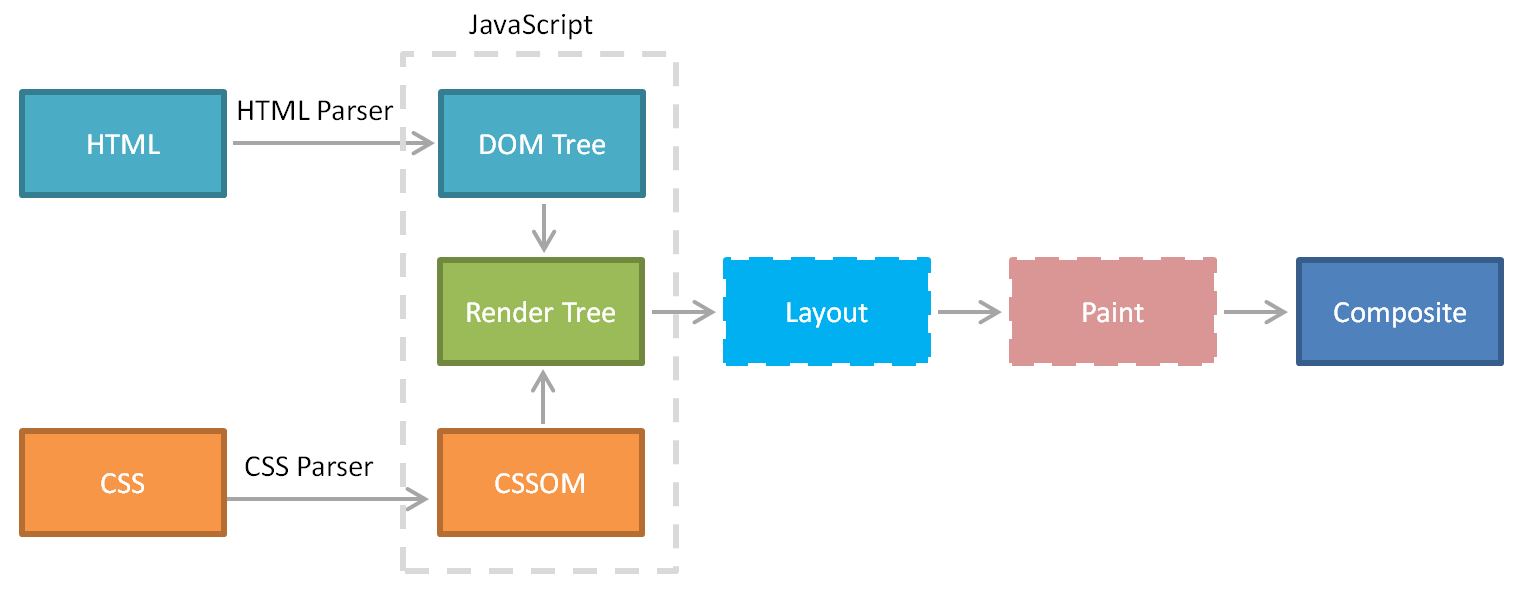 JavaScript
HTML
HTML Parser
DOM Tree
Render Tree
Layout
Paint
Composite
CSS
CSS Parser
CSSOM